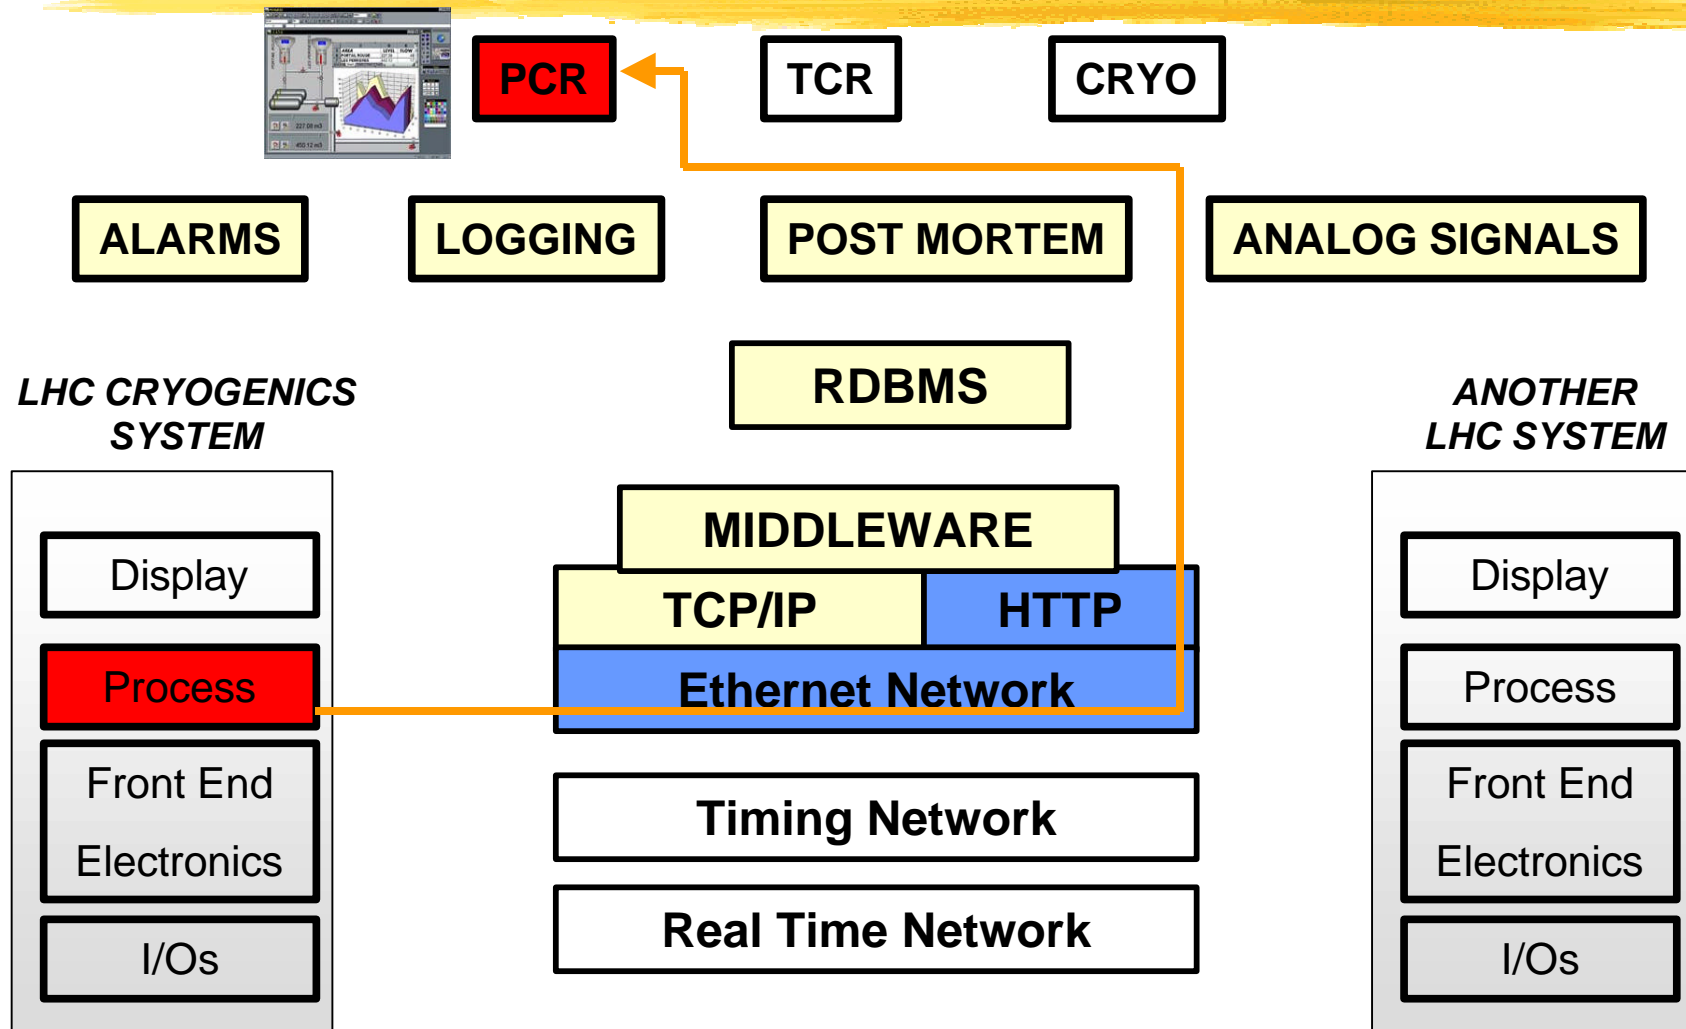 PCR
TCR
CRYO
ALARMS
LOGGING
POST MORTEM
ANALOG SIGNALS
RDBMS
LHC CRYOGENICS
SYSTEM
ANOTHER
LHC SYSTEM
MIDDLEWARE
TCP/IP
HTTP
Ethernet Network
Timing Network
Real Time Network
Display
Process
Front End
Electronics
I/Os
Display
Process
Front End
Electronics
I/Os